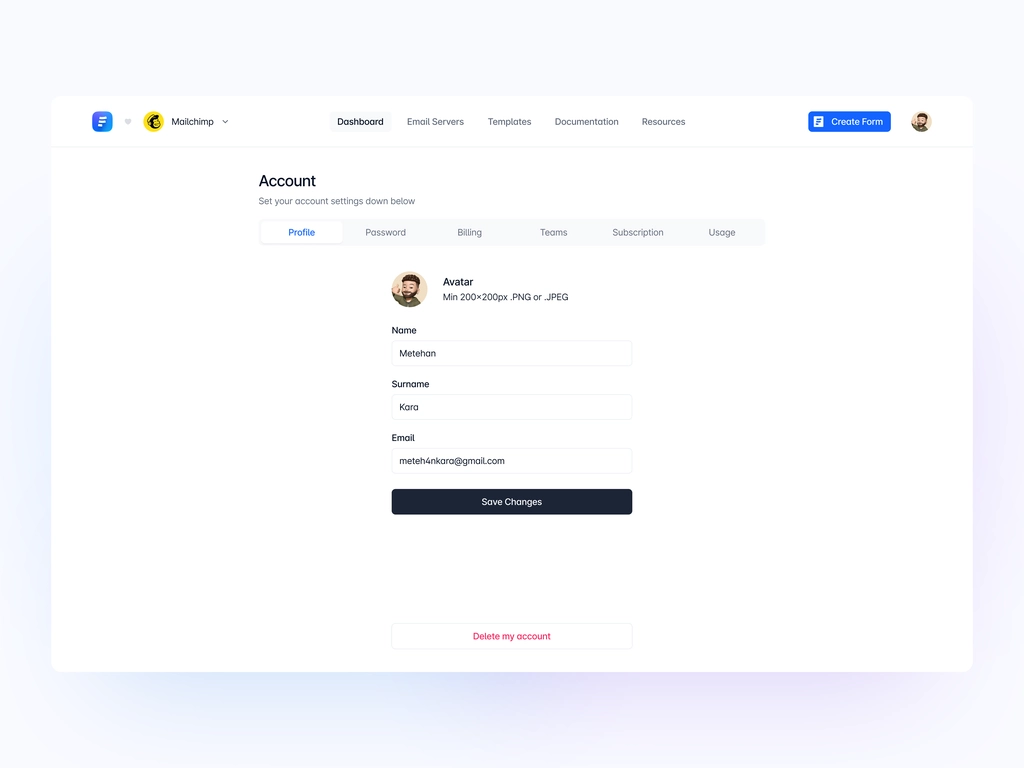 Mailchimp
Dashboard
Email Servers
Templates
Documentation
Resources
Create Form
Account
Set your account settings down below
Profile
Password
Billing
Teams
Subscription
Usage
Avatar
Min 200×200px .PNG or .JPEG
Name
Metehan
Surname
Kara
Email
meteh4nkara@gmail.com
Save Changes
Delete my account